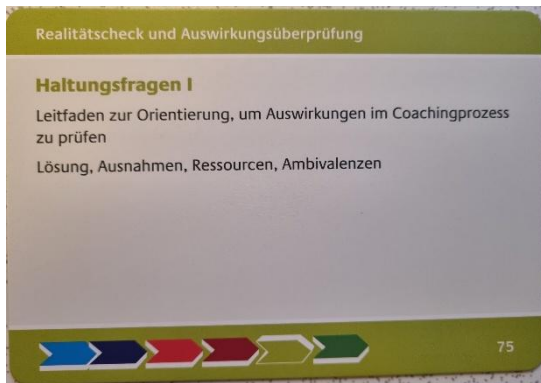 Realitätscheck und Auswirkungsüberprüfung
Haltungsfragen I
Leitfaden zur Orientierung, um Auswirkungen im Coachingprozess
zu prüfen
Lösung, Ausnahmen, Ressourcen, Ambivalenzen
75